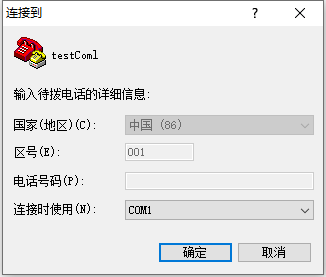 连接到
testCom1
输入待拨电话的详细信息:
国家(地区)(C): 中国 (86)
区号(E): 001
电话号码(P):
连接时使用(N): COM1
确定 取消